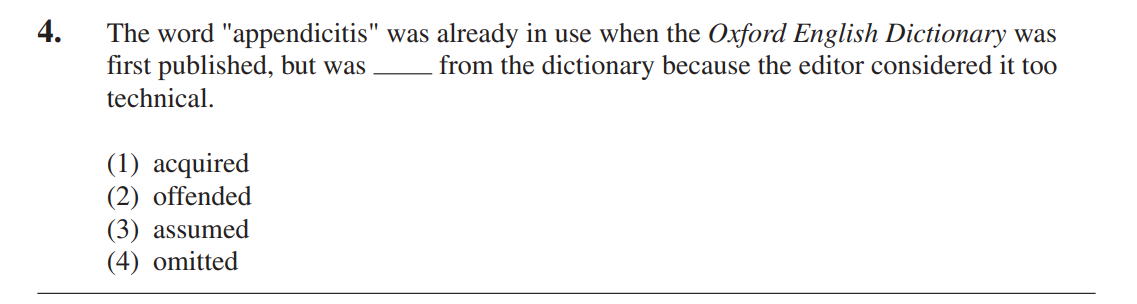 4. The word "appendicitis" was already in use when the Oxford English Dictionary was
first published, but was ____ from the dictionary because the editor considered it too
technical.
(1) acquired
(2) offended
(3) assumed
(4) omitted